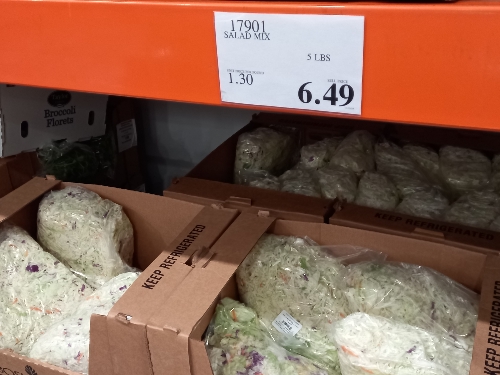 17901
SALAD MIX
5 LBS
1.30
6.49
Broccoli
Florets
KEEP REFRIGERATED
KEEP REFRIGERATED
KEEP REFRIGERATED